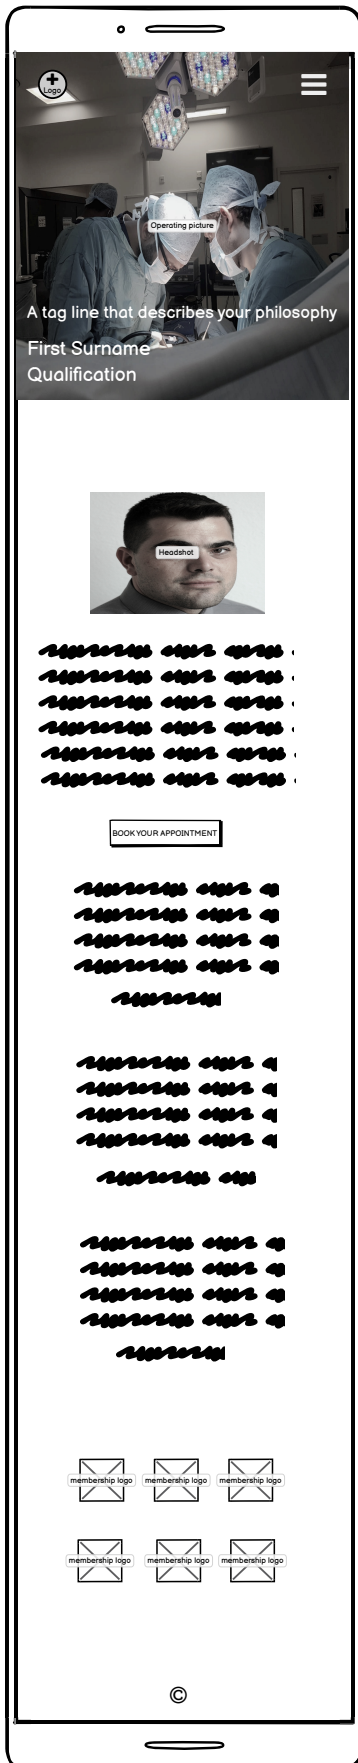 Logo
Operating picture
A tag line that describes your philosophy
First Surname
Qualification
Headshot
BOOK YOUR APPOINTMENT
membership logo membership logo membership logo
membership logo membership logo membership logo
©